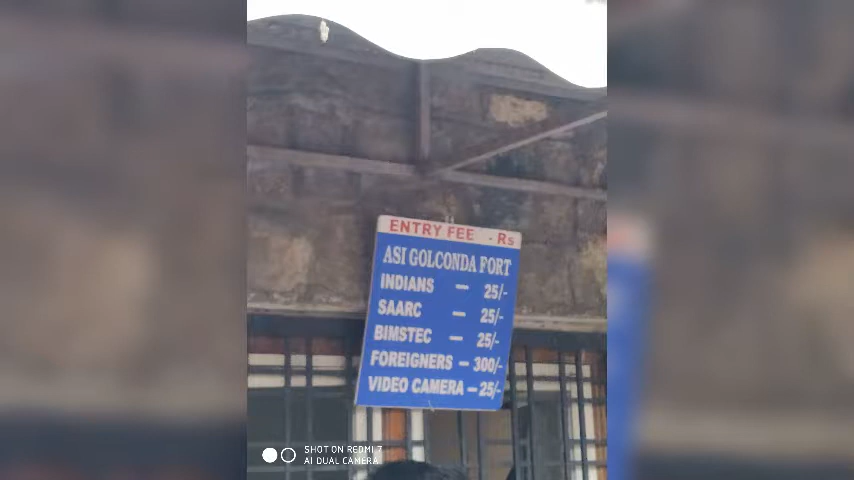 ENTRY FEE - Rs
ASI GOLCONDA FORT
INDIANS - 25/-
SAARC - 25/-
BIMSTEC - 25/-
FOREIGNERS - 300/-
VIDEO CAMERA - 25/-
SHOT ON REDMI 7
AI DUAL CAMERA